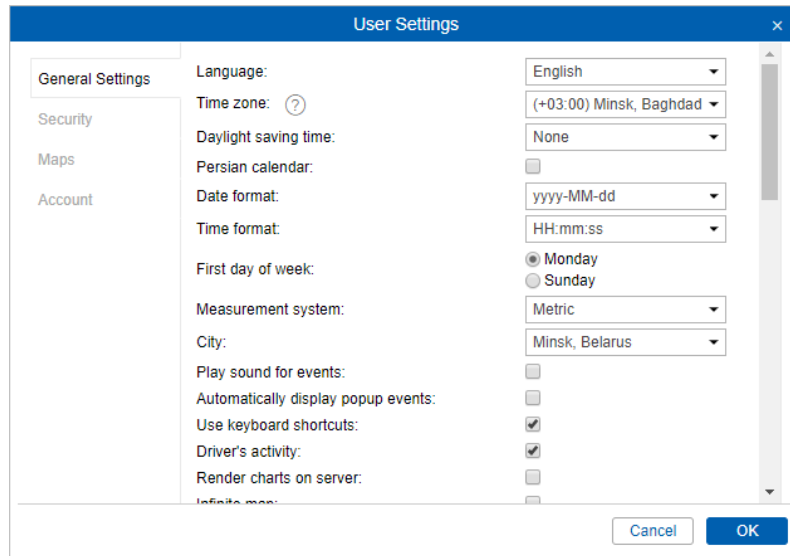 User Settings ×
General Settings
Security
Maps
Account
Language: English
Time zone: ? (+03:00) Minsk, Baghdad
Daylight saving time: None
Persian calendar:
Date format: yyyy-MM-dd
Time format: HH:mm:ss
First day of week: Monday
Sunday
Measurement system: Metric
City: Minsk, Belarus
Play sound for events:
Automatically display popup events:
Use keyboard shortcuts:
Driver's activity:
Render charts on server:
Infinite map:
Cancel OK